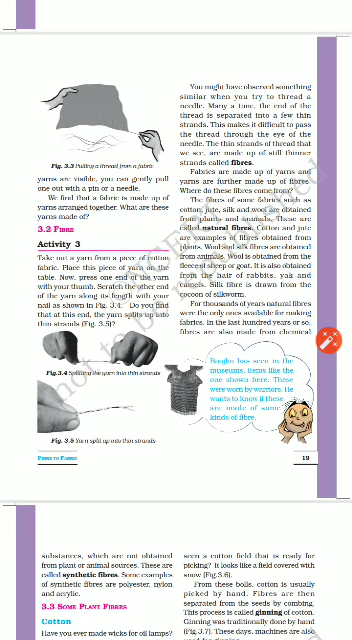 Fig. 3.3 Pulling a thread from a fabric
yarns are visible, you can gently pull
one out with a pin or a needle.
We find that a fabric is made up of
yarns arranged together. What are these
yarns made of?
3.2 FIBRE
Activity 3
Take out a yarn from a piece of cotton
fabric. Place this piece of yarn on the
table. Now, press one end of the yarn
with your thumb. Scratch the other end
of the yarn along its length with your
nail as shown in Fig. 3.4. Do you find
that at this end, the yarn splits up into
thin strands (Fig. 3.5)?
Fig.3.4 Splitting the yarn into thin strands
Fig. 3.5 Yarn split up into thin strands
You might have observed something
similar when you try to thread a
needle. Many a time, the end of the
thread is separated into a few thin
strands. This makes it difficult to pass
the thread through the eye of the
needle. The thin strands of thread that
we see, are made up of still thinner
strands called fibres.
Fabrics are made up of yarns and
yarns are further made up of fibres.
Where do these fibres come from?
The fibres of some fabrics such as
cotton, jute, silk and wool are obtained
from plants and animals. These are
called natural fibres. Cotton and jute
are examples of fibres obtained from
plants. Wool and silk fibres are obtained
from animals. Wool is obtained from the
fleece of sheep or goat. It is also obtained
from the hair of rabbits, yak and
camels. Silk fibre is drawn from the
cocoon of silkworm.
For thousands of years natural fibres
were the only ones available for making
fabrics. In the last hundred years or so,
fibres are also made from chemical
Boojho has seen in the
museums, items like the
one shown here. These
were worn by warriors. He
wants to know if these
are made of some
kinds of fibre.
FIBRE TO FABRIC
19
substances, which are not obtained
from plant or animal sources. These are
called synthetic fibres. Some examples
of synthetic fibres are polyester, nylon
and acrylic.
3.3 SOME PLANT FIBRES
Cotton
Have you ever made wicks for oil lamps?
seen a cotton field that is ready for
picking? It looks like a field covered with
snow (Fig.3.6).
From these bolls, cotton is usually
picked by hand. Fibres are then
separated from the seeds by combing.
This process is called ginning of cotton.
Ginning was traditionally done by hand
(Fig.3.7). These days, machines are also